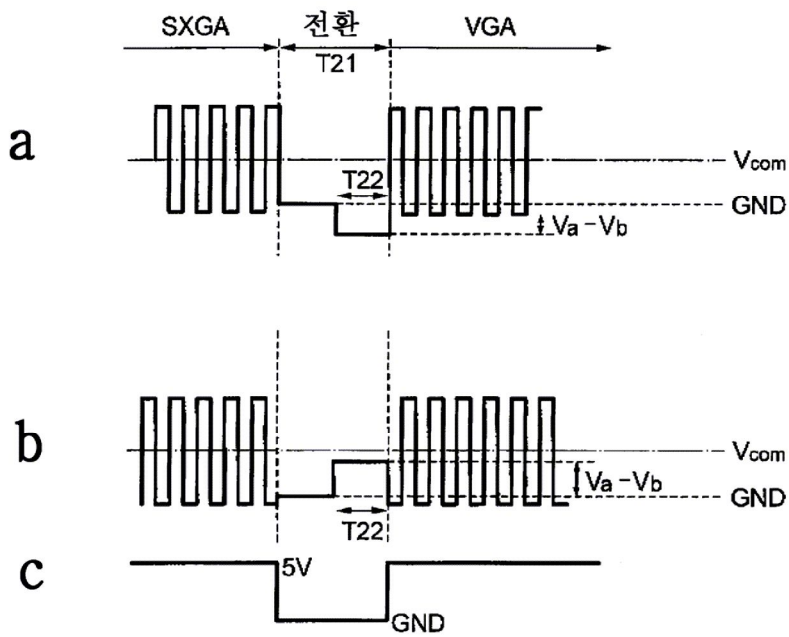 SXGA 전환 VGA
T21
a
Vcom
T22
GND
Va-Vb
b
Vcom
Va-Vb
GND
T22
c
5V
GND